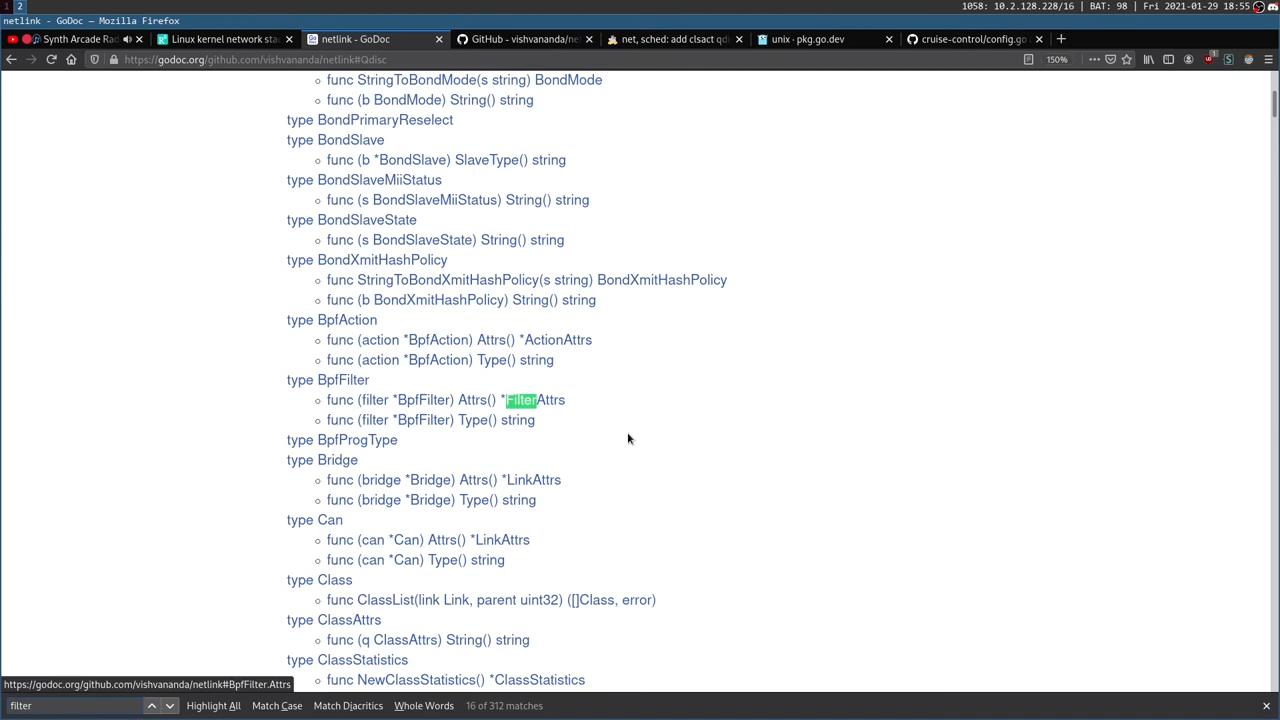 1 2 1058: 10.2.128.228/16 | BAT: 98 | Fri 2021-01-29 18:55
netlink - GoDoc — Mozilla Firefox
Synth Arcade Rad Linux kernel network sta netlink - GoDoc GitHub - vishvananda/ne net, sched: add clsact qdi unix · pkg.go.dev cruise-control/config.go
https://godoc.org/github.com/vishvananda/netlink#Qdisc 150%
func StringToBondMode(s string) BondMode
func (b BondMode) String() string
type BondPrimaryReselect
type BondSlave
func (b *BondSlave) SlaveType() string
type BondSlaveMiiStatus
func (s BondSlaveMiiStatus) String() string
type BondSlaveState
func (s BondSlaveState) String() string
type BondXmitHashPolicy
func StringToBondXmitHashPolicy(s string) BondXmitHashPolicy
func (b BondXmitHashPolicy) String() string
type BpfAction
func (action *BpfAction) Attrs() *ActionAttrs
func (action *BpfAction) Type() string
type BpfFilter
func (filter *BpfFilter) Attrs() *FilterAttrs
func (filter *BpfFilter) Type() string
type BpfProgType
type Bridge
func (bridge *Bridge) Attrs() *LinkAttrs
func (bridge *Bridge) Type() string
type Can
func (can *Can) Attrs() *LinkAttrs
func (can *Can) Type() string
type Class
func ClassList(link Link, parent uint32) ([]Class, error)
type ClassAttrs
func (q ClassAttrs) String() string
type ClassStatistics
func NewClassStatistics() *ClassStatistics
https://godoc.org/github.com/vishvananda/netlink#BpfFilter.Attrs
filter Highlight All Match Case Match Diacritics Whole Words 16 of 312 matches